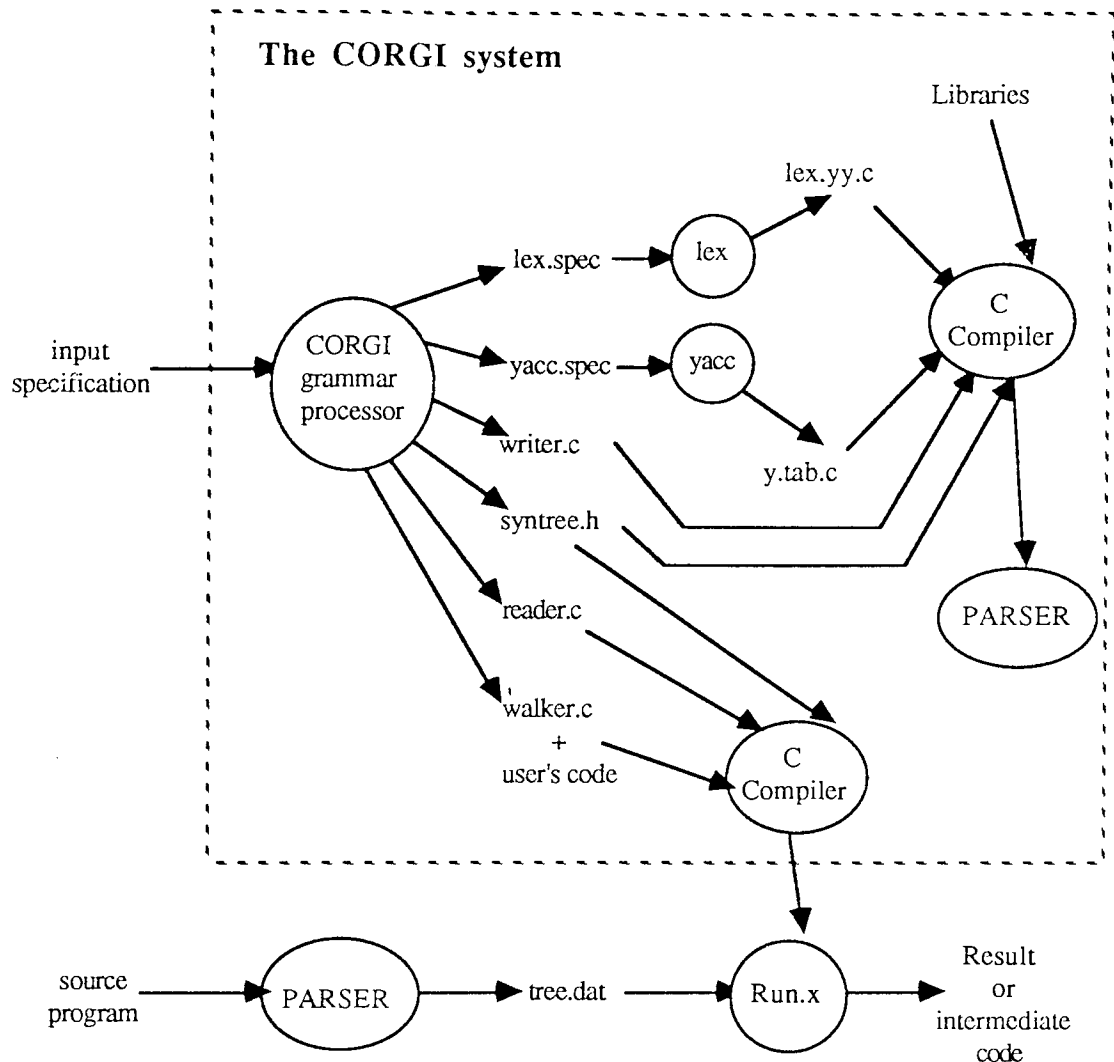 The CORGI system
Libraries
lex.yy.c
lex.spec
lex
C
Compiler
input
specification
CORGI
grammar
processor
yacc.spec
yacc
writer.c
y.tab.c
syntree.h
reader.c
PARSER
walker.c
+
user's code
C
Compiler
source
program
PARSER
tree.dat
Run.x
Result
or
intermediate
code